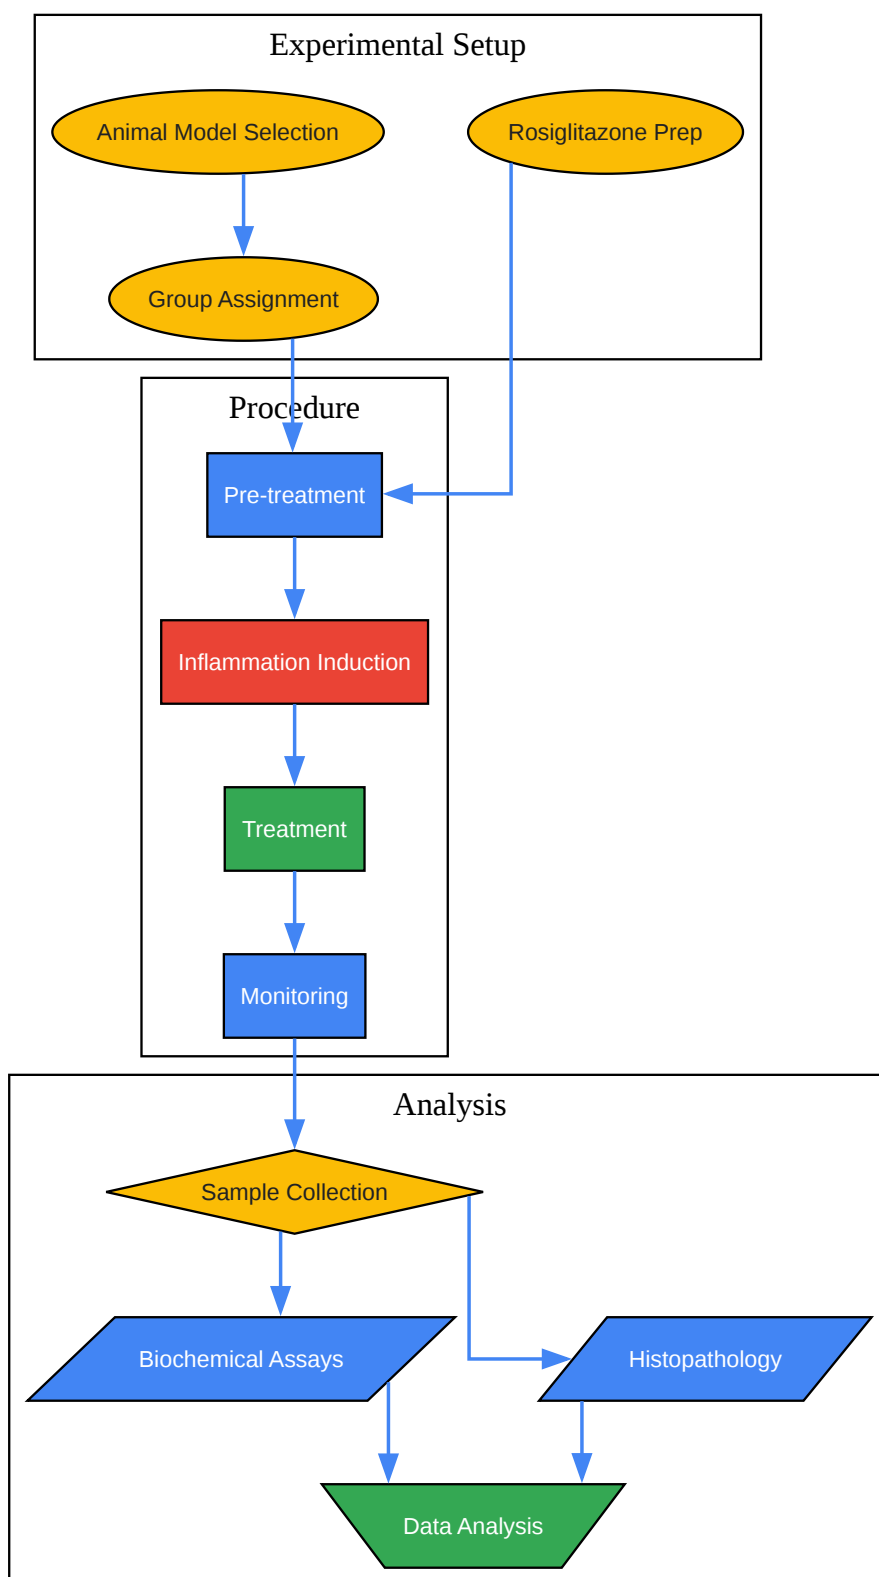 Experimental Setup
Animal Model Selection
Rosiglitazone Prep
Group Assignment
Procedure
Pre-treatment
Inflammation Induction
Treatment
Monitoring
Analysis
Sample Collection
Biochemical Assays
Histopathology
Data Analysis